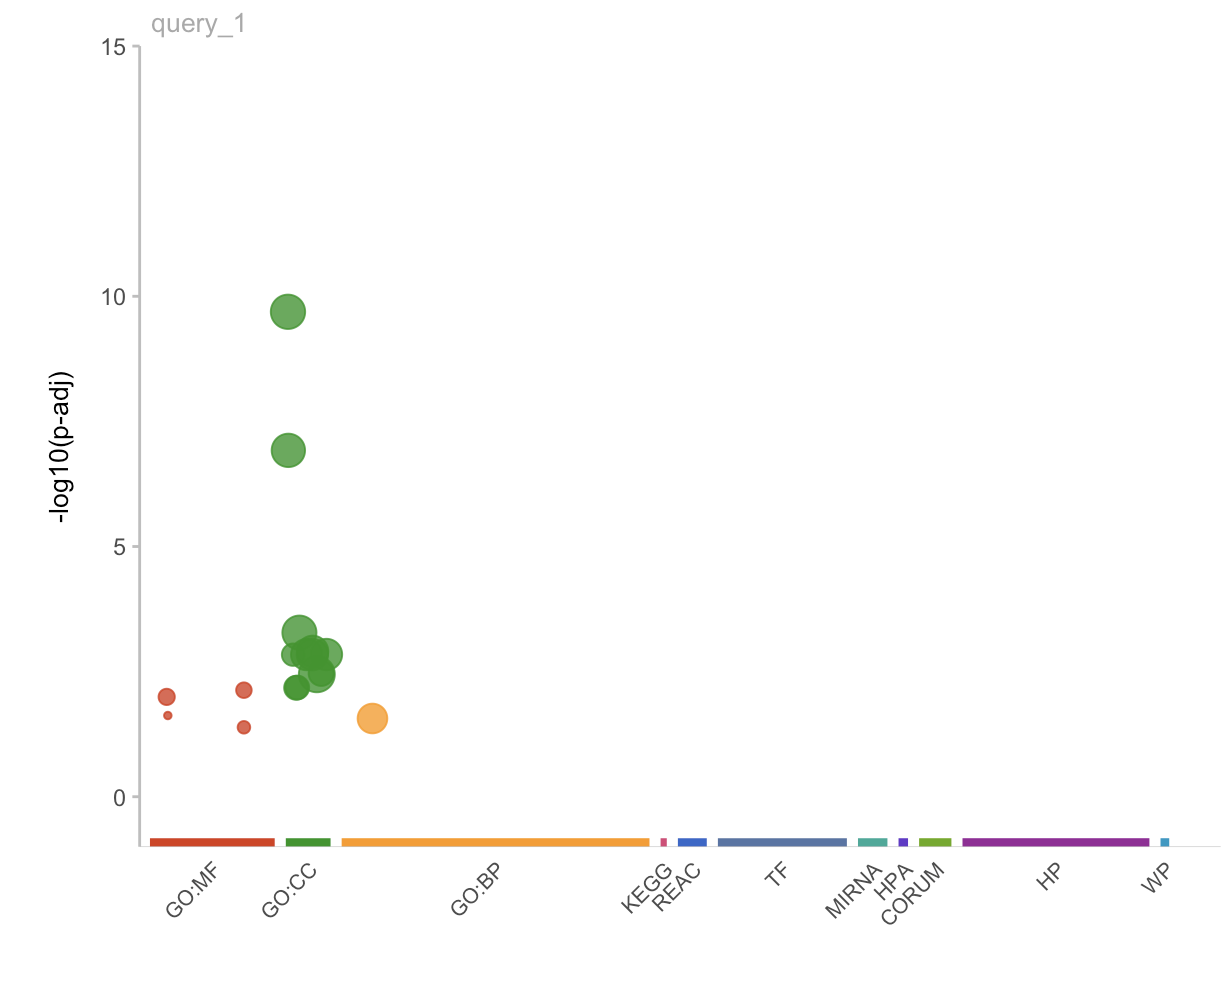 query_1
15
10
5
0
-log10(p-adj)
GO:MF
GO:CC
GO:BP
KEGG
REAC
TF
MIRNA
HPA
CORUM
HP
WP